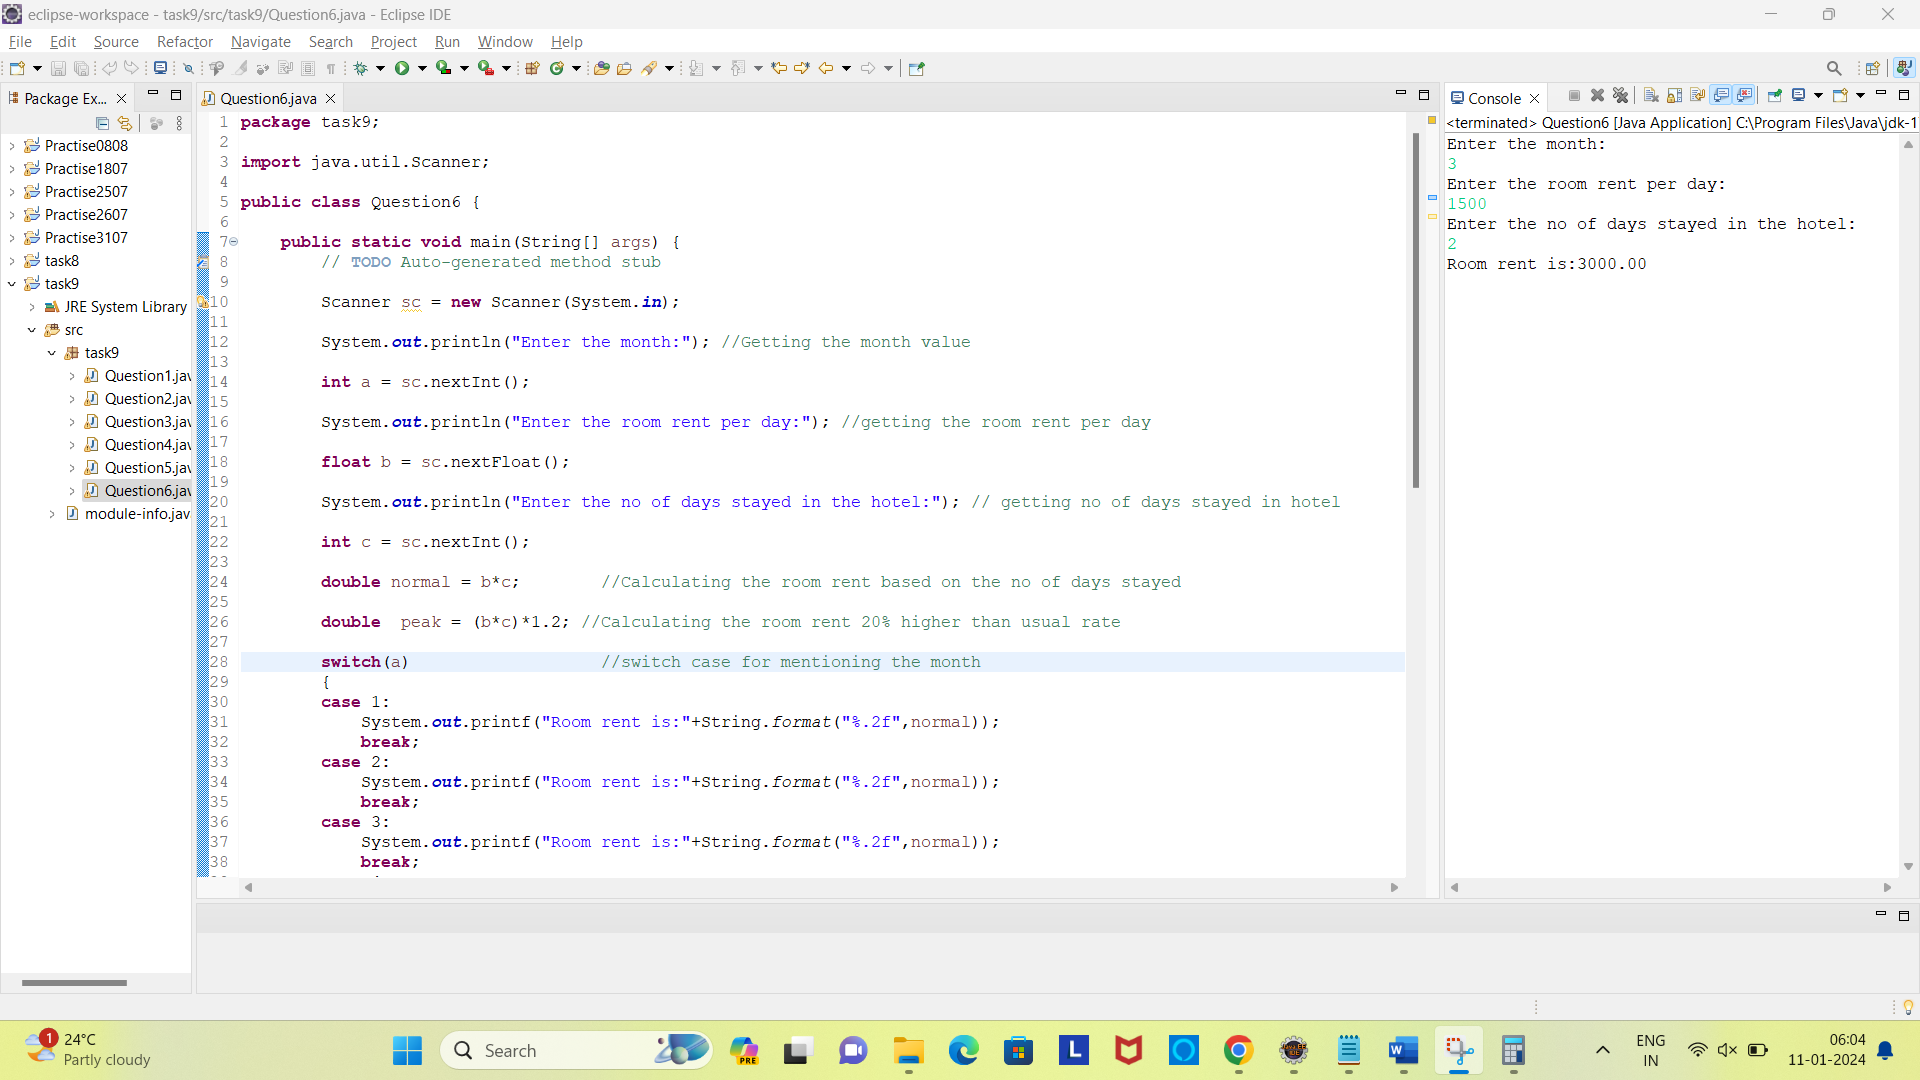 eclipse-workspace - task9/src/task9/Question6.java - Eclipse IDE
File Edit Source Refactor Navigate Search Project Run Window Help
Package Ex...
Practise0808
Practise1807
Practise2507
Practise2607
Practise3107
task8
task9
JRE System Library
src
task9
Question1.jav
Question2.jav
Question3.jav
Question4.jav
Question5.jav
Question6.jav
module-info.jav
Question6.java
1 package task9;
2
3 import java.util.Scanner;
4
5 public class Question6 {
6
7 public static void main(String[] args) {
8 // TODO Auto-generated method stub
9
10 Scanner sc = new Scanner(System.in);
11
12 System.out.println("Enter the month:"); //Getting the month value
13
14 int a = sc.nextInt();
15
16 System.out.println("Enter the room rent per day:"); //getting the room rent per day
17
18 float b = sc.nextFloat();
19
20 System.out.println("Enter the no of days stayed in the hotel:"); // getting no of days stayed in hotel
21
22 int c = sc.nextInt();
23
24 double normal = b*c; //Calculating the room rent based on the no of days stayed
25
26 double peak = (b*c)*1.2; //Calculating the room rent 20% higher than usual rate
27
28 switch(a) //switch case for mentioning the month
29 {
30 case 1:
31 System.out.printf("Room rent is:"+String.format("%.2f",normal));
32 break;
33 case 2:
34 System.out.printf("Room rent is:"+String.format("%.2f",normal));
35 break;
36 case 3:
37 System.out.printf("Room rent is:"+String.format("%.2f",normal));
38 break;
Console
<terminated> Question6 [Java Application] C:\Program Files\Java\jdk-1
Enter the month:
3
Enter the room rent per day:
1500
Enter the no of days stayed in the hotel:
2
Room rent is:3000.00
1
24°C
Partly cloudy
Search
PRE
L
ENG
IN
06:04
11-01-2024